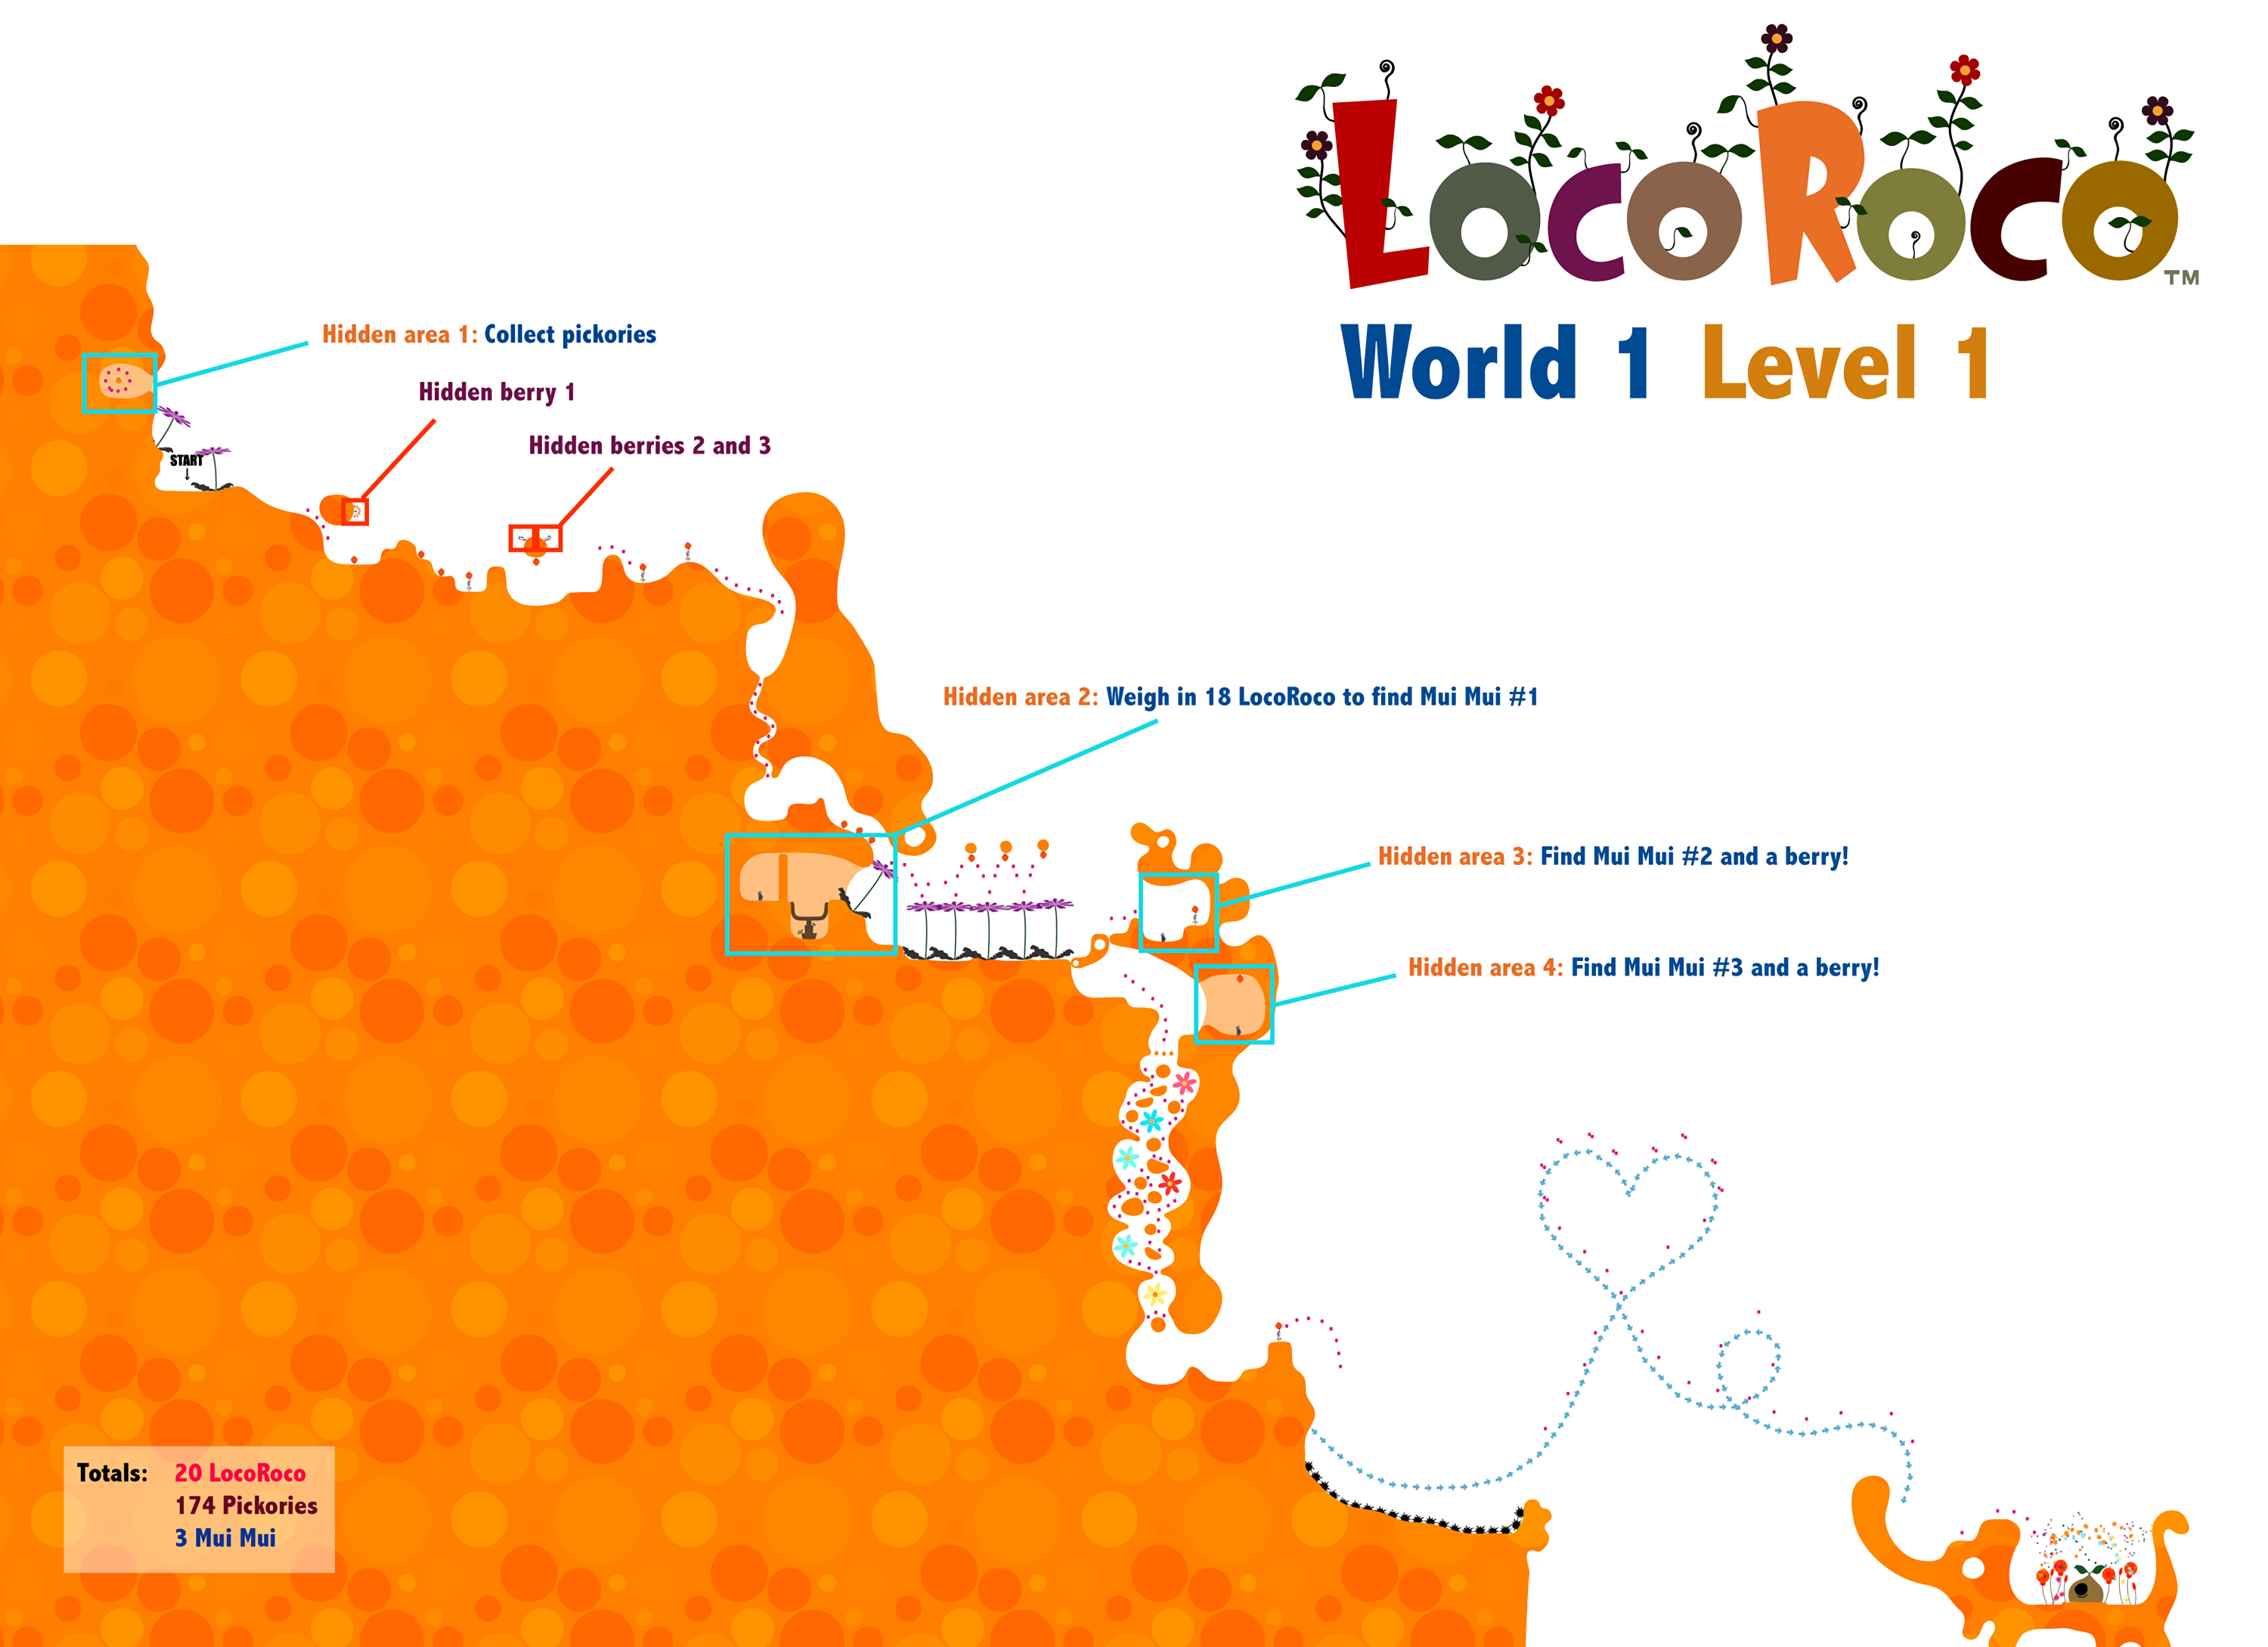 LocoRoco™
World 1 Level 1
Hidden area 1: Collect pickories
Hidden berry 1
Hidden berries 2 and 3
START
Hidden area 2: Weigh in 18 LocoRoco to find Mui Mui #1
Hidden area 3: Find Mui Mui #2 and a berry!
Hidden area 4: Find Mui Mui #3 and a berry!
Totals: 20 LocoRoco
174 Pickories
3 Mui Mui